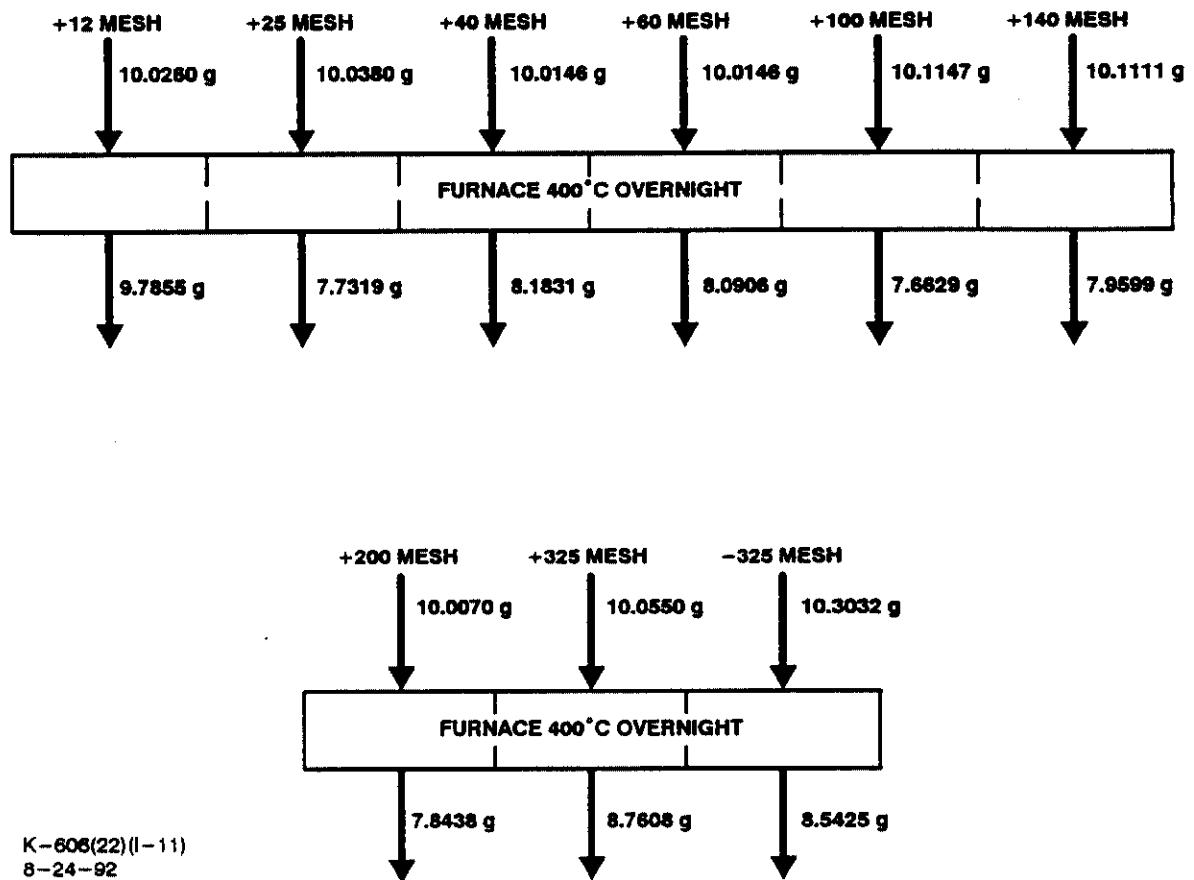 +12 MESH +25 MESH +40 MESH +60 MESH +100 MESH +140 MESH
10.0260 g 10.0380 g 10.0146 g 10.0146 g 10.1147 g 10.1111 g
FURNACE 400°C OVERNIGHT
9.7855 g 7.7319 g 8.1831 g 8.0906 g 7.6629 g 7.9599 g
+200 MESH +325 MESH -325 MESH
10.0070 g 10.0550 g 10.3032 g
FURNACE 400°C OVERNIGHT
7.8438 g 8.7608 g 8.5425 g
K-606(22)(I-11)
8-24-92